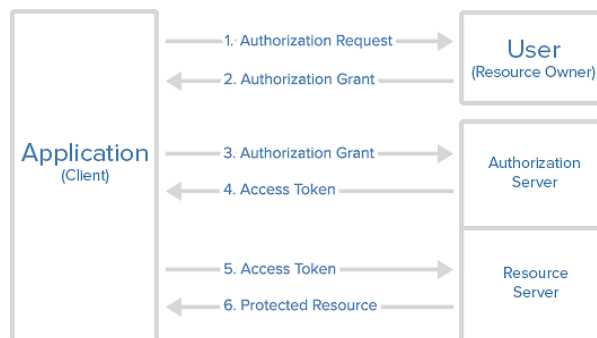 1. Authorization Request
User
(Resource Owner)
2. Authorization Grant
Application
(Client)
3. Authorization Grant
Authorization
Server
4. Access Token
5. Access Token
Resource
Server
6. Protected Resource